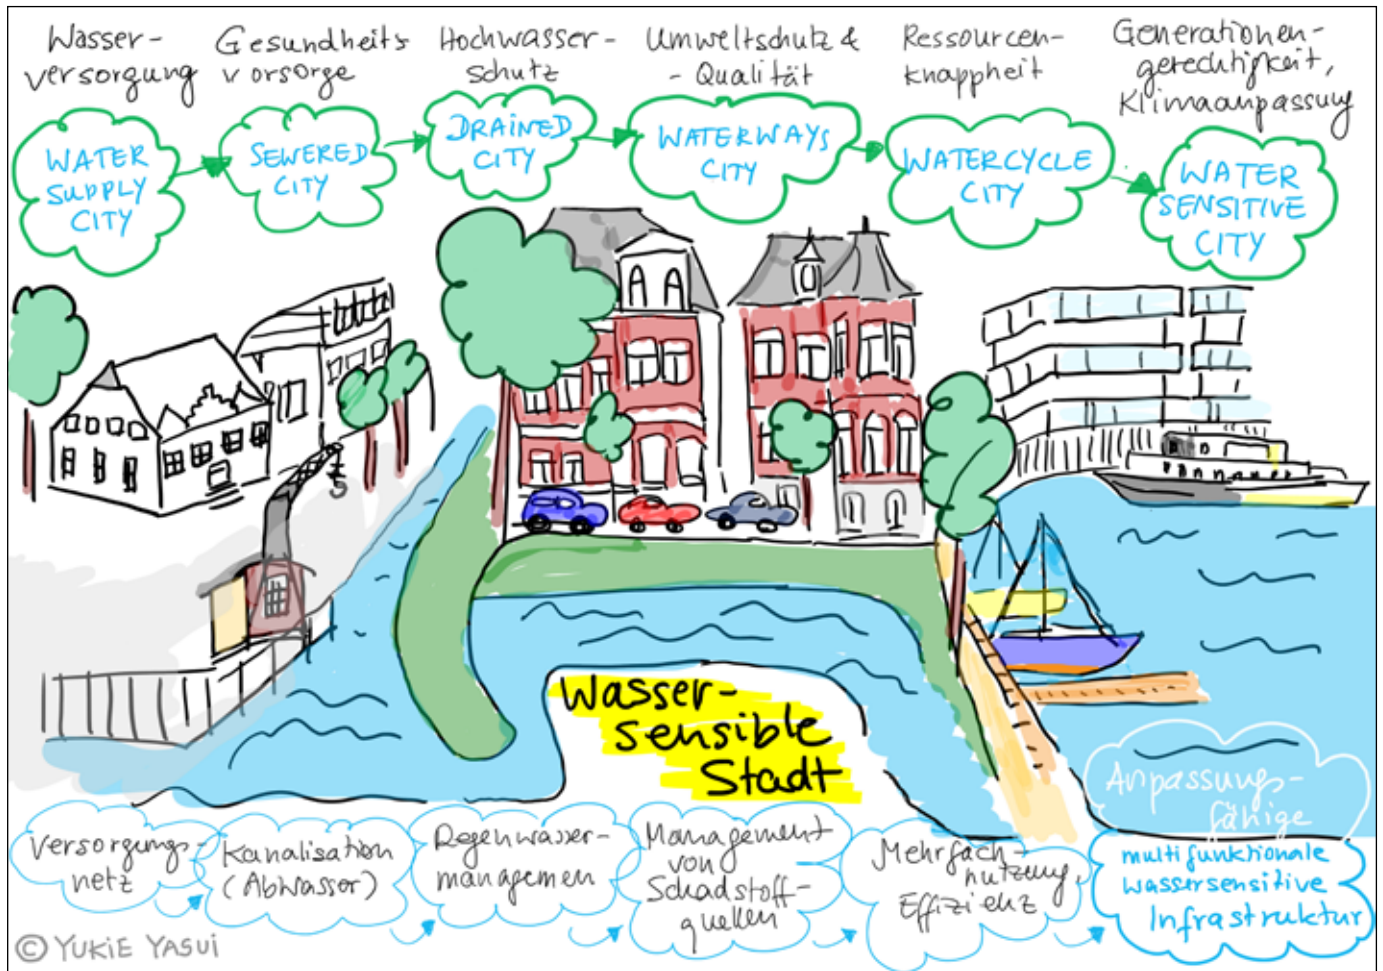 Wasser-
versorgung
Gesundheits
vorsorge
Hochwasser-
schutz
Umweltschutz &
- Qualität
Ressourcen-
knappheit
Generationen-
gerechtigkeit,
Klimaanpassung
WATER
SUPPLY
CITY
SEWERED
CITY
DRAINED
CITY
WATERWAYS
CITY
WATERCYCLE
CITY
WATER
SENSITIVE
CITY
Wasser-
sensible
Stadt
Versorgungs-
netz
Kanalisation
(Abwasser)
Regenwasser-
managemen
Management
von
Schadstoff-
quellen
Mehrfach-
nutzung,
Effizienz
Anpassungs-
fähige
multifunktionale
wassersensitive
Infrastruktur
© YUKIE YASUI